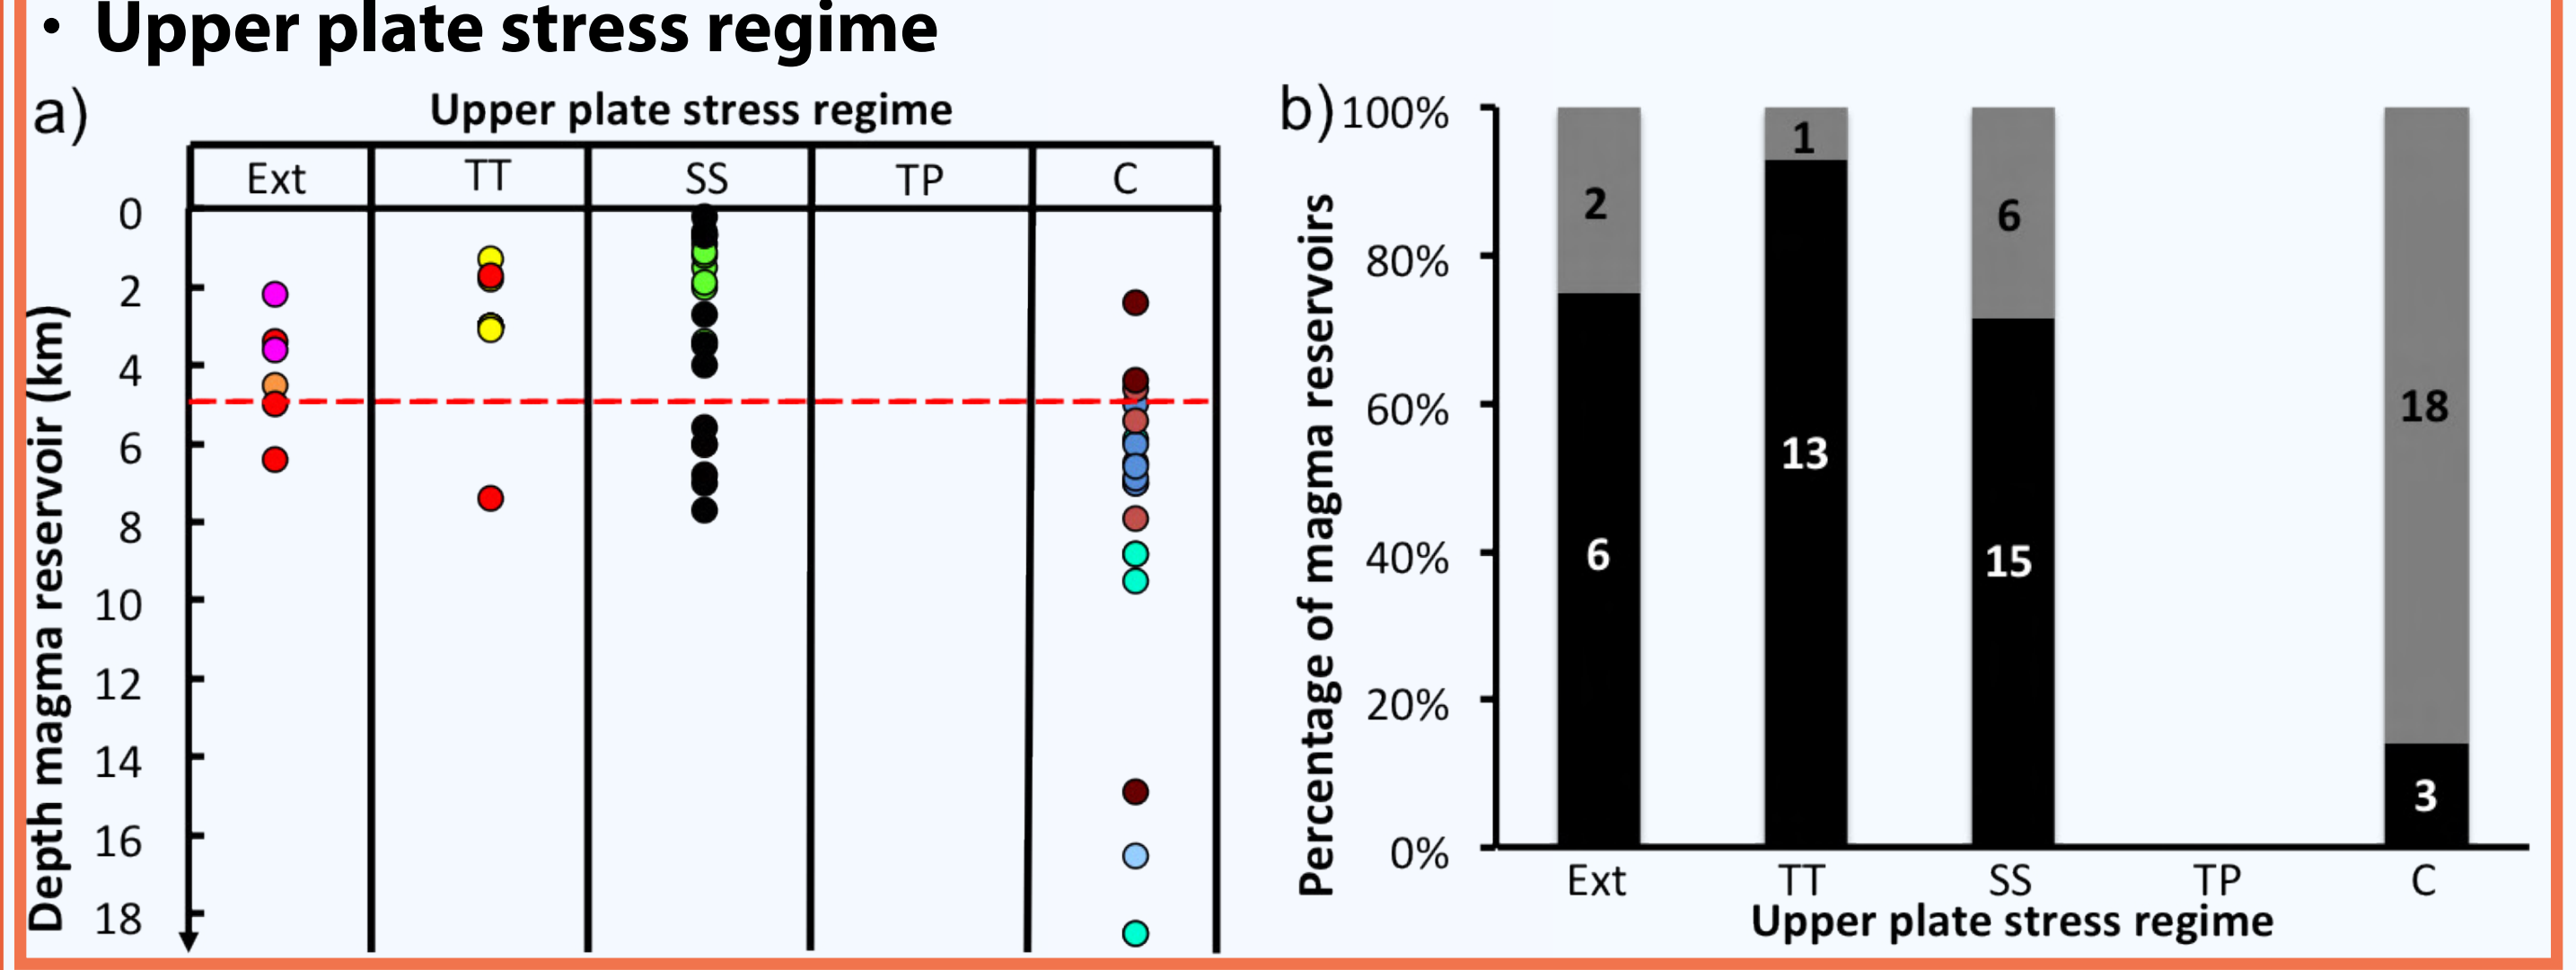 • Upper plate stress regime
a)
Upper plate stress regime
Ext TT SS TP C
Depth magma reservoir (km)
0
2
4
6
8
10
12
14
16
18
b)
Percentage of magma reservoirs
100%
80%
60%
40%
20%
0%
2
6
1
13
6
15
18
3
Ext TT SS TP C
Upper plate stress regime